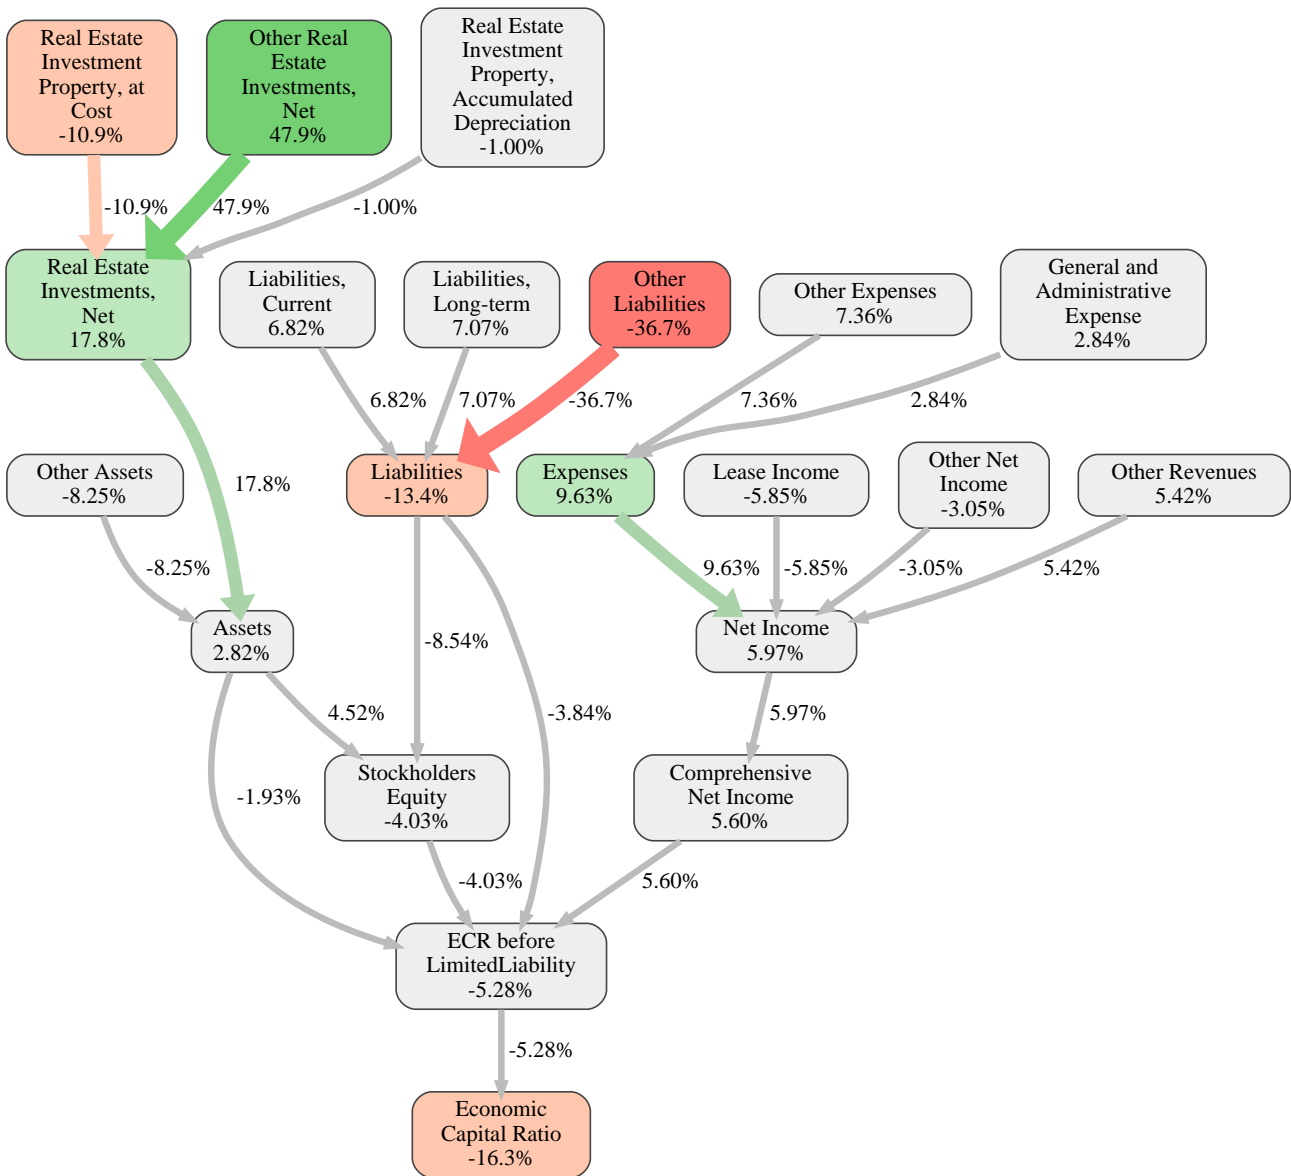 Real Estate
Investment
Property, at
Cost
-10.9%
Other Real
Estate
Investments,
Net
47.9%
Real Estate
Investment
Property,
Accumulated
Depreciation
-1.00%
-10.9%
47.9%
-1.00%
Real Estate
Investments,
Net
17.8%
Liabilities,
Current
6.82%
Liabilities,
Long-term
7.07%
Other
Liabilities
-36.7%
Other Expenses
7.36%
General and
Administrative
Expense
2.84%
6.82%
7.07%
-36.7%
7.36%
2.84%
Other Assets
-8.25%
17.8%
Liabilities
-13.4%
Expenses
9.63%
Lease Income
-5.85%
Other Net
Income
-3.05%
Other Revenues
5.42%
-8.25%
9.63%
-5.85%
-3.05%
5.42%
Assets
2.82%
-8.54%
Net Income
5.97%
4.52%
-3.84%
5.97%
-1.93%
Stockholders
Equity
-4.03%
Comprehensive
Net Income
5.60%
-4.03%
5.60%
ECR before
LimitedLiability
-5.28%
-5.28%
Economic
Capital Ratio
-16.3%